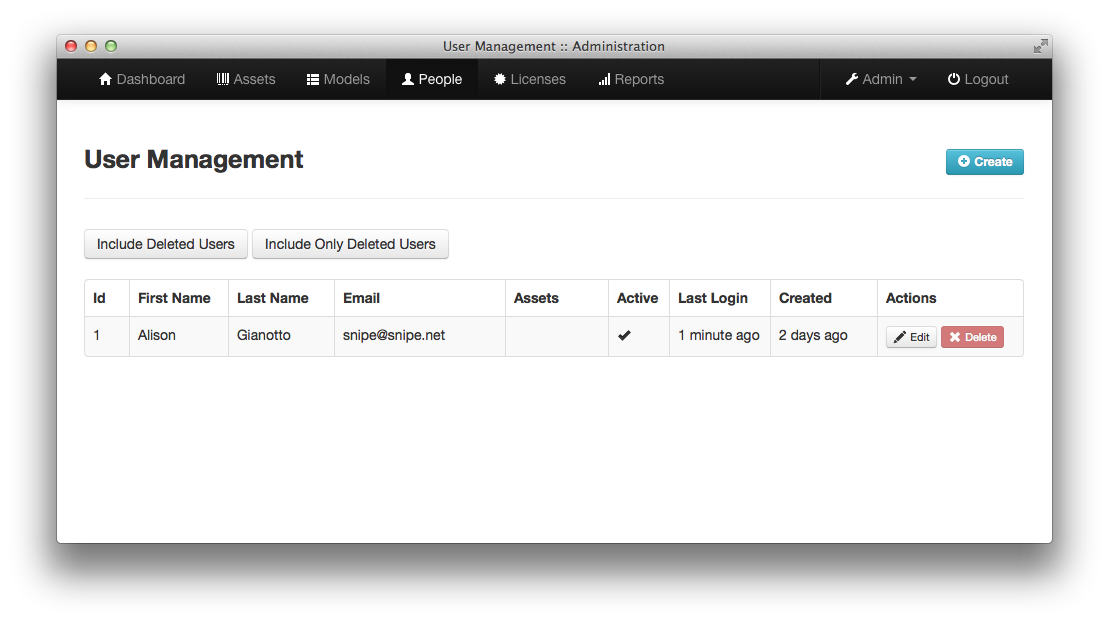 User Management :: Administration
Dashboard Assets Models People Licenses Reports Admin Logout
User Management
Create
Include Deleted Users Include Only Deleted Users
Id First Name Last Name Email Assets Active Last Login Created Actions
1 Alison Gianotto snipe@snipe.net 1 minute ago 2 days ago Edit Delete